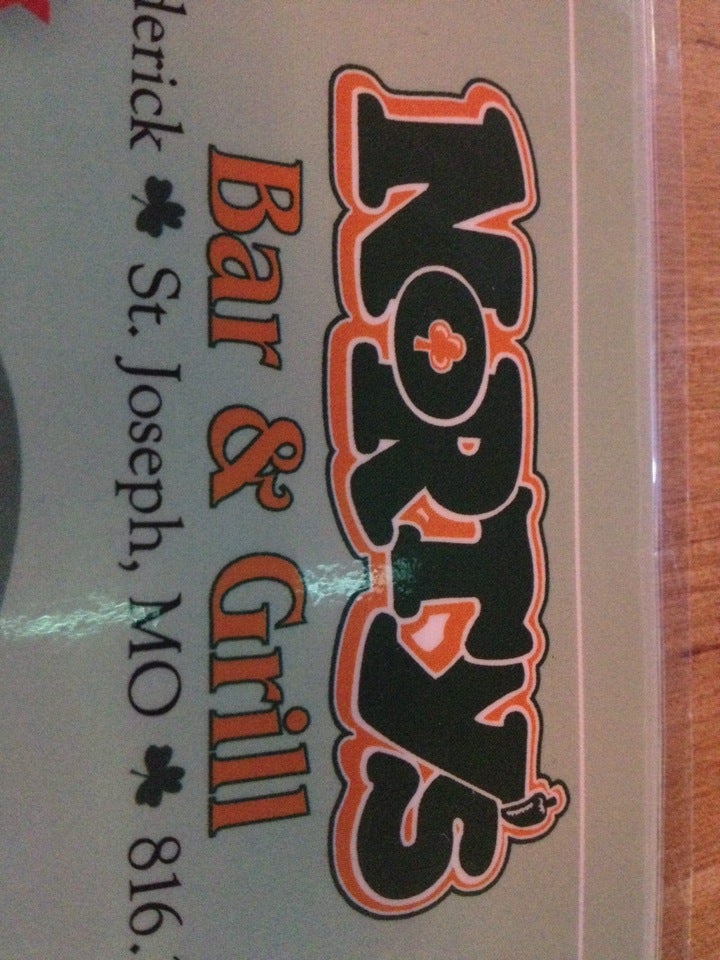 NORTY'S
Bar & Grill
derick ☘ St. Joseph, MO ☘ 816.